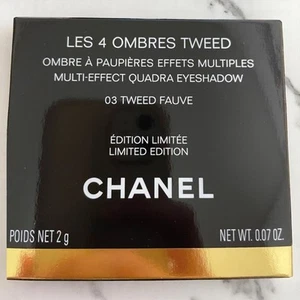 LES 4 OMBRES TWEED
OMBRE À PAUPIÈRES EFFETS MULTIPLES
MULTI-EFFECT QUADRA EYESHADOW
03 TWEED FAUVE
ÉDITION LIMITÉE
LIMITED EDITION
CHANEL
POIDS NET 2 g NET WT. 0.07 OZ.